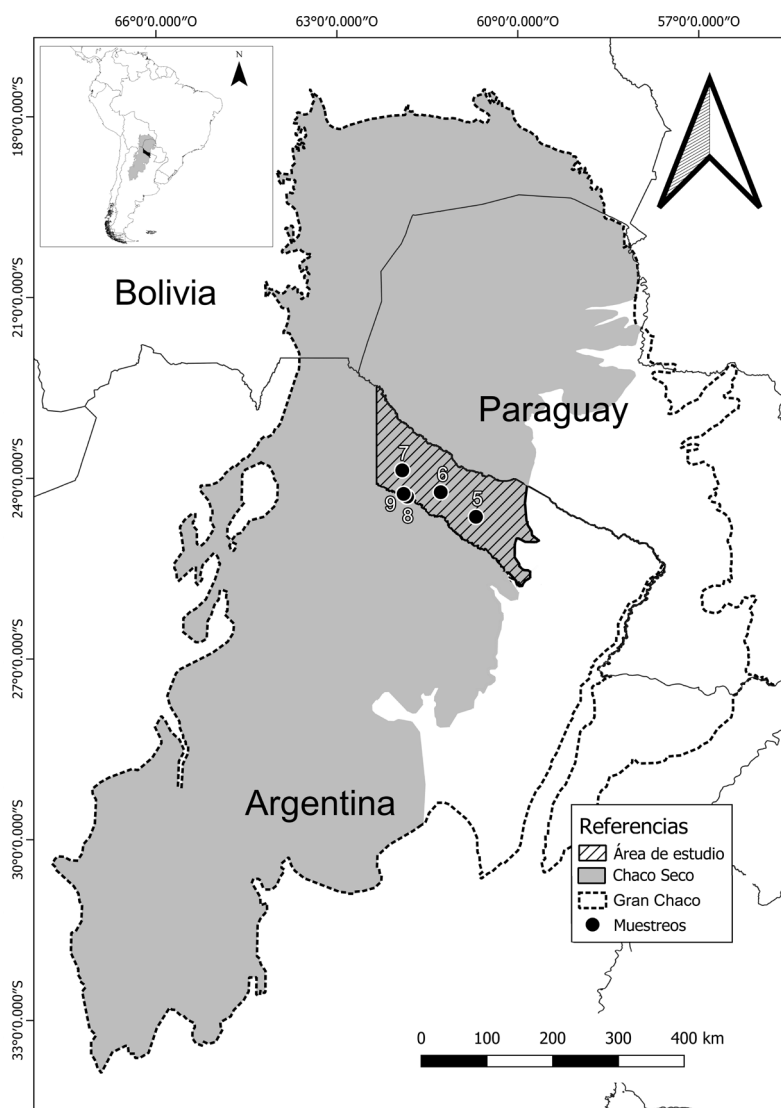 66°0'0.000"O 63°0'0.000"O 60°0'0.000"O 57°0'0.000"O
N
18°0'0.000"S
21°0'0.000"S
24°0'0.000"S
27°0'0.000"S
30°0'0.000"S
33°0'0.000"S
Bolivia
Paraguay
7
6
5
9
8
Argentina
Referencias
Área de estudio
Chaco Seco
Gran Chaco
Muestreos
0 100 200 300 400 km